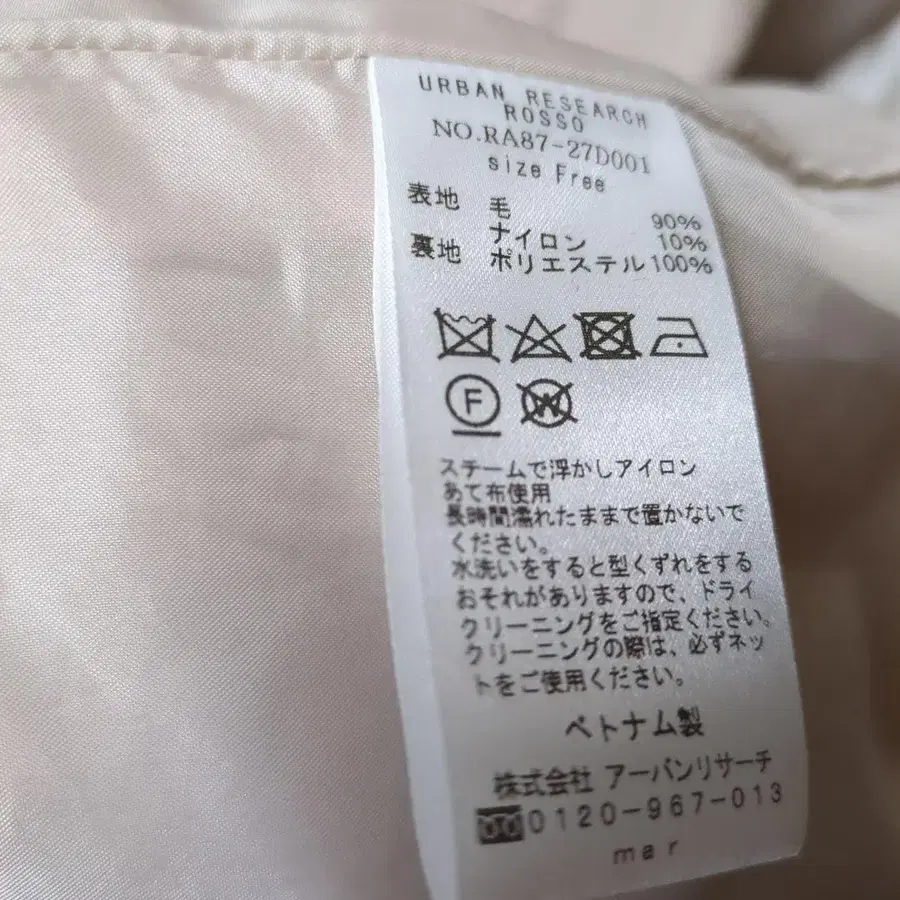 URBAN RESEARCH
ROSSO
NO.RA87-27D001
size Free
表地 毛 90%
ナイロン 10%
裏地 ポリエステル 100%
F
W
スチームで浮かしアイロン
あて布使用
長時間濡れたままで置かないで
ください。
水洗いをすると型くずれをする
おそれがありますので、ドライ
クリーニングをご指定ください。
クリーニングの際は、必ずネッ
トをご使用ください。
ベトナム製
株式会社 アーバンリサーチ
0120-967-013
mar